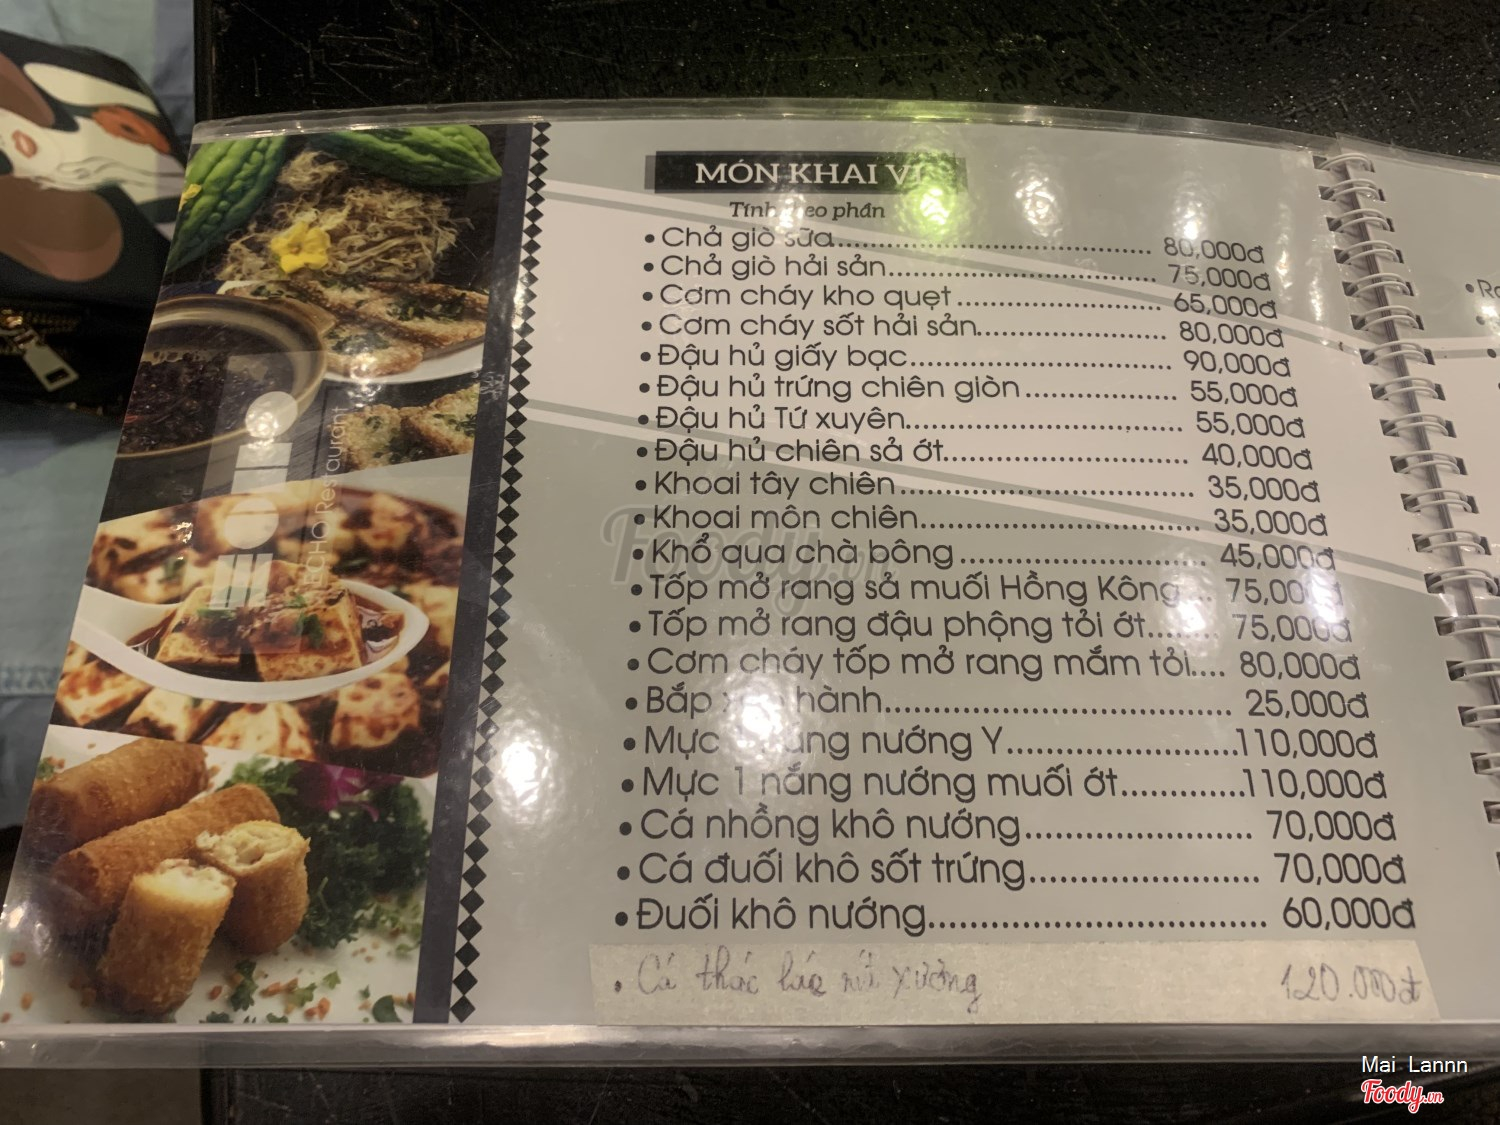 MÓN KHAI VỊ
Tính theo phần
• Chả giò sữa........ 80,000đ
• Chả giò hải sản........ 75,000đ
• Cơm cháy kho quẹt........ 65,000đ
• Cơm cháy sốt hải sản........ 80,000đ
• Đậu hủ giấy bạc........ 90,000đ
• Đậu hủ trứng chiên giòn........ 55,000đ
• Đậu hủ Tứ xuyên........ 55,000đ
• Đậu hủ chiên sả ớt........ 40,000đ
• Khoai tây chiên........ 35,000đ
• Khoai môn chiên........ 35,000đ
• Khổ qua chà bông........ 45,000đ
• Tốp mở rang sả muối Hồng Kông... 75,000đ
• Tốp mở rang đậu phộng tỏi ớt........ 75,000đ
• Cơm cháy tốp mở rang mắm tỏi.... 80,000đ
• Bắp hành........ 25,000đ
• Mực nướng Y........110,000đ
• Mực 1 nắng nướng muối ớt........110,000đ
• Cá nhồng khô nướng........ 70,000đ
• Cá đuối khô sốt trứng........ 70,000đ
• Đuối khô nướng........ 60,000đ
• Cá thác lác rút xương 120.000đ
ECHO Restaurant
Foody.vn
Mai Lannn
Foody.vn